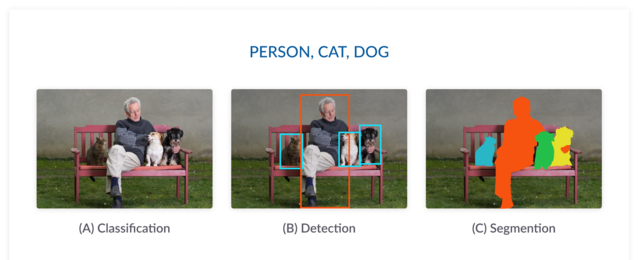 PERSON, CAT, DOG
(A) Classification
(B) Detection
(C) Segmention